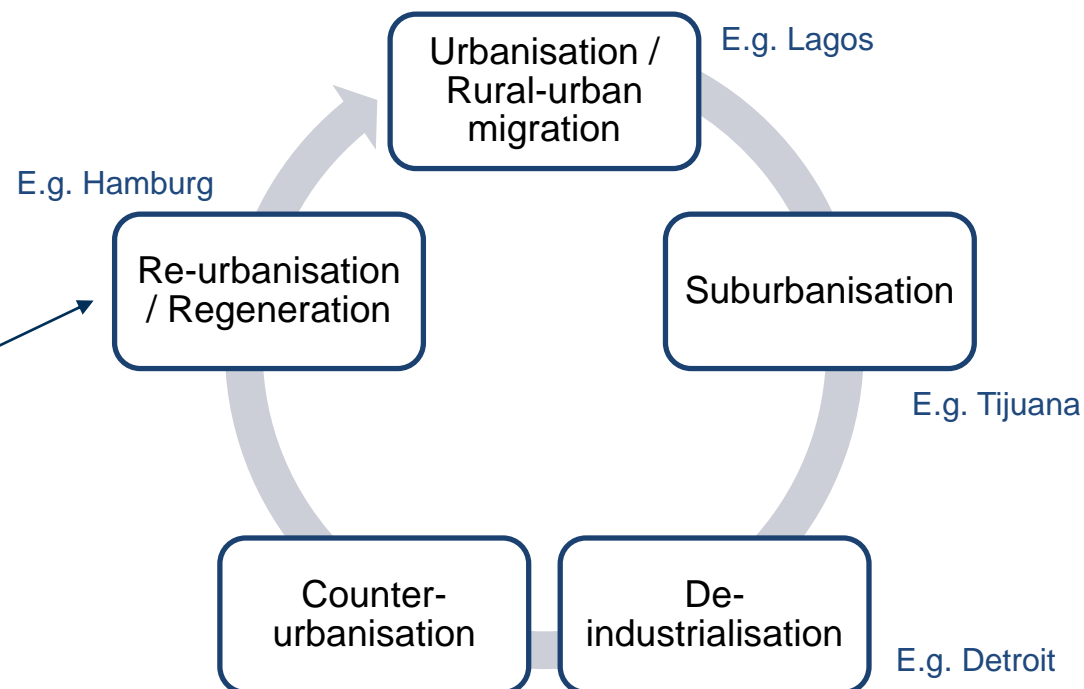 Urbanisation /
Rural-urban
migration
E.g. Lagos
E.g. Hamburg
Re-urbanisation
/ Regeneration
Suburbanisation
E.g. Tijuana
Counter-
urbanisation
De-
industrialisation
E.g. Detroit